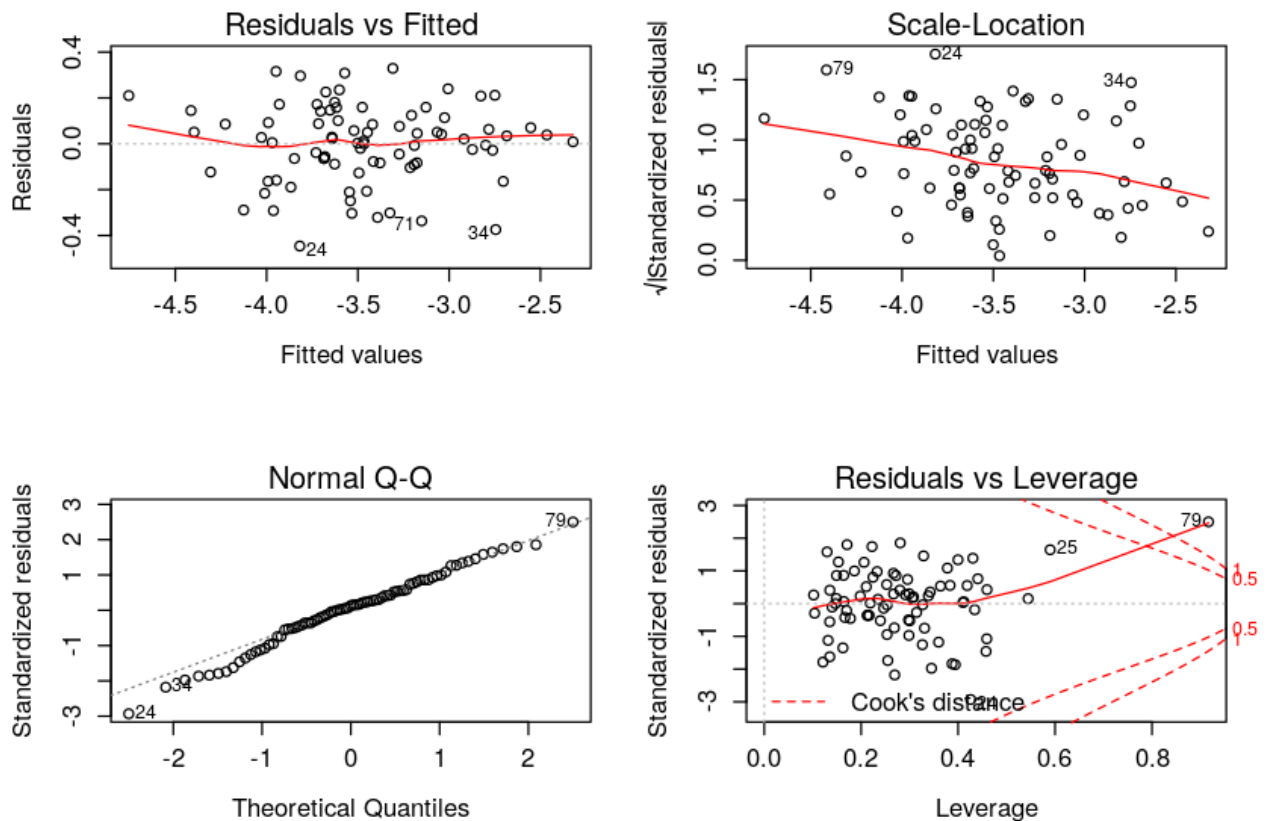 Residuals vs Fitted
Residuals
0.4
0.0
-0.4
24
71
34
-4.5 -4.0 -3.5 -3.0 -2.5
Fitted values
Scale-Location
√|Standardized residuals|
1.5
1.0
0.5
0.0
79
24
34
-4.5 -4.0 -3.5 -3.0 -2.5
Fitted values
Normal Q-Q
Standardized residuals
3
2
1
-1
-3
79
34
24
-2 -1 0 1 2
Theoretical Quantiles
Residuals vs Leverage
Standardized residuals
3
1
-1
-3
79
25
24
1
0.5
0.5
1
Cook's distance
0.0 0.2 0.4 0.6 0.8
Leverage